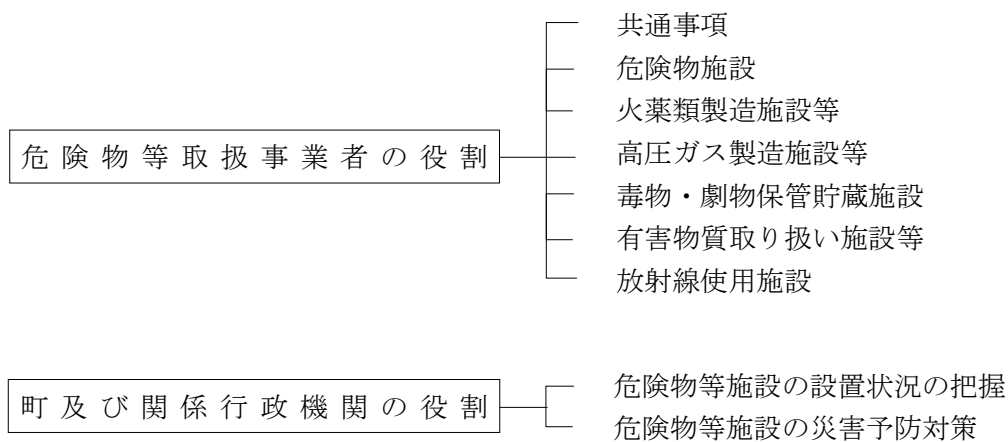 共通事項
危険物施設
火薬類製造施設等
危険物等取扱事業者の役割
高圧ガス製造施設等
毒物・劇物保管貯蔵施設
有害物質取り扱い施設等
放射線使用施設
町及び関係行政機関の役割
危険物等施設の設置状況の把握
危険物等施設の災害予防対策